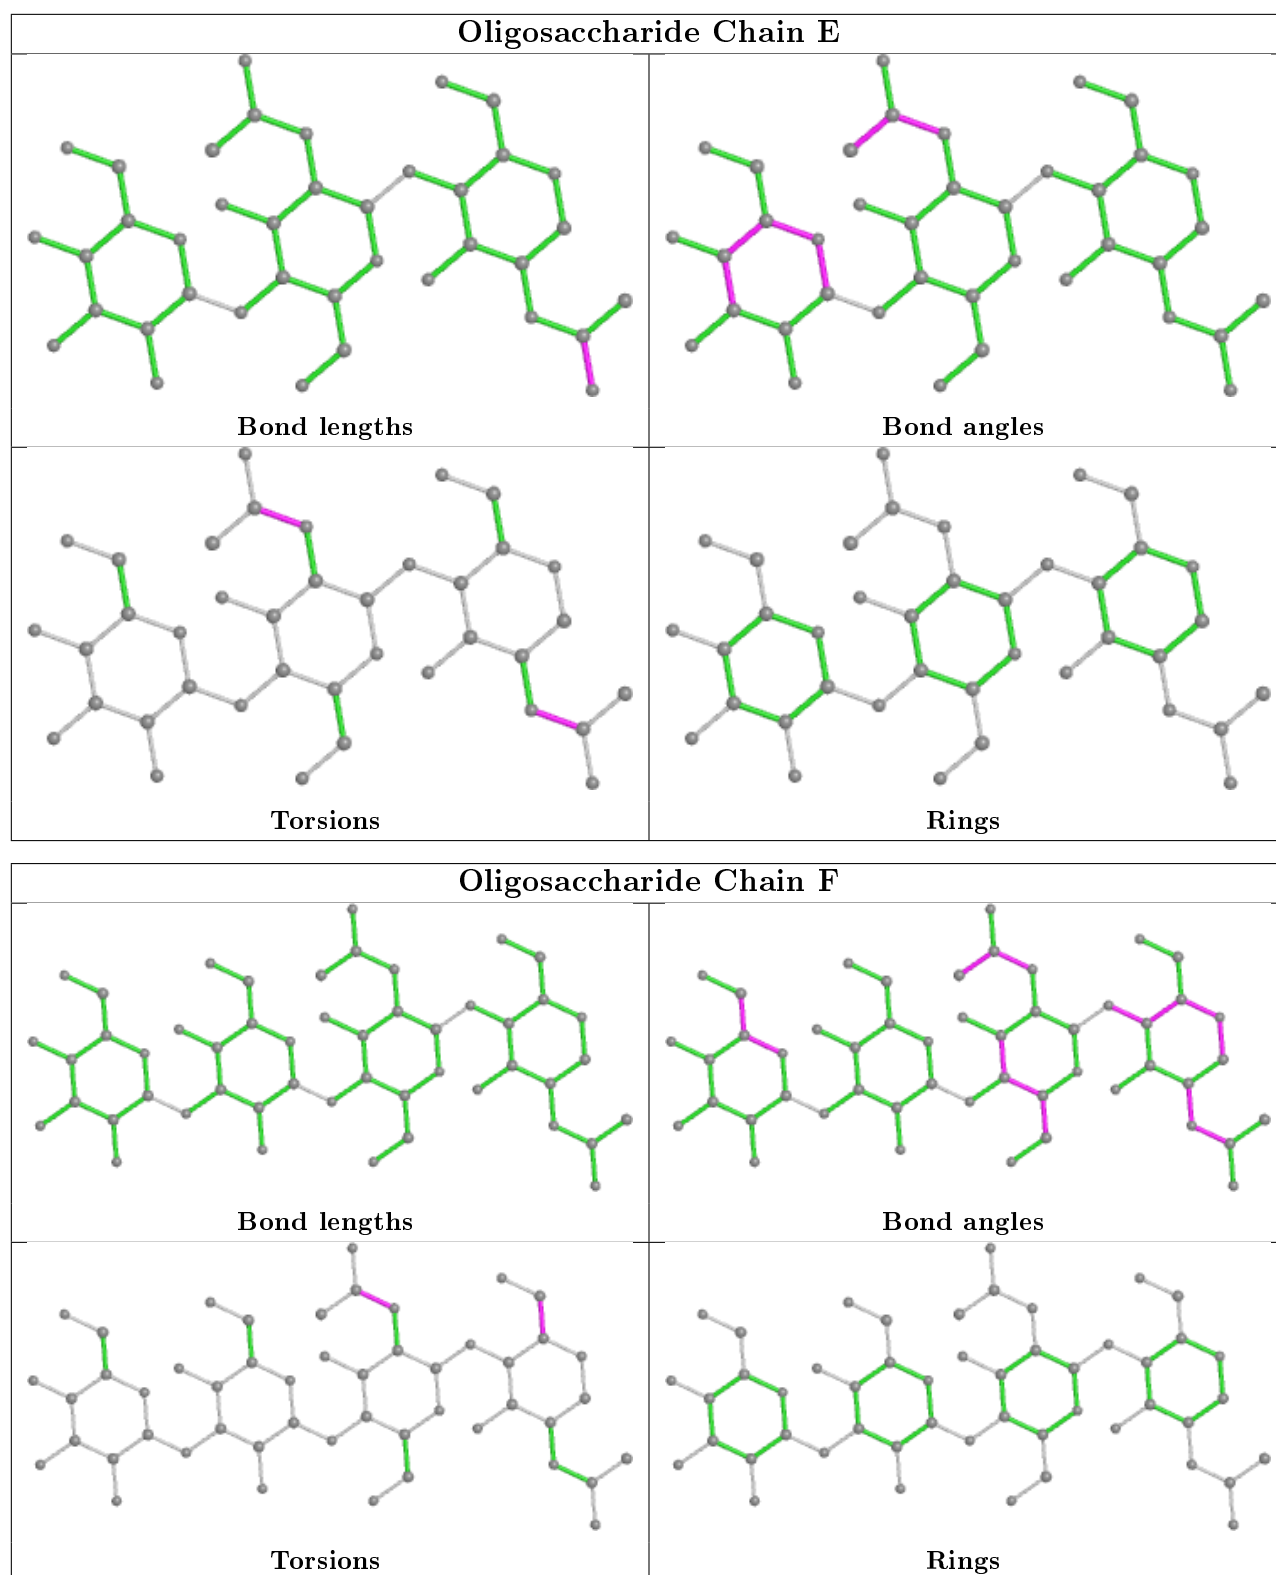 Oligosaccharide Chain E
Bond lengths
Bond angles
Torsions
Rings
Oligosaccharide Chain F
Bond lengths
Bond angles
Torsions
Rings